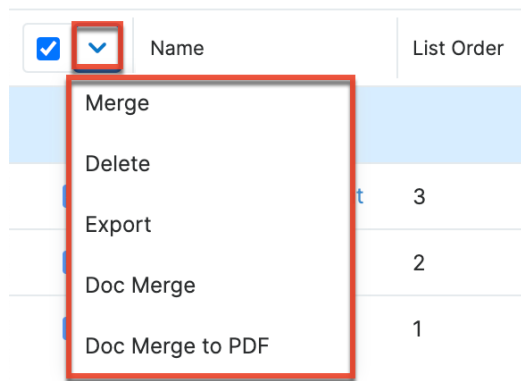 Name List Order
Merge
Delete
t 3
Export
2
Doc Merge
1
Doc Merge to PDF